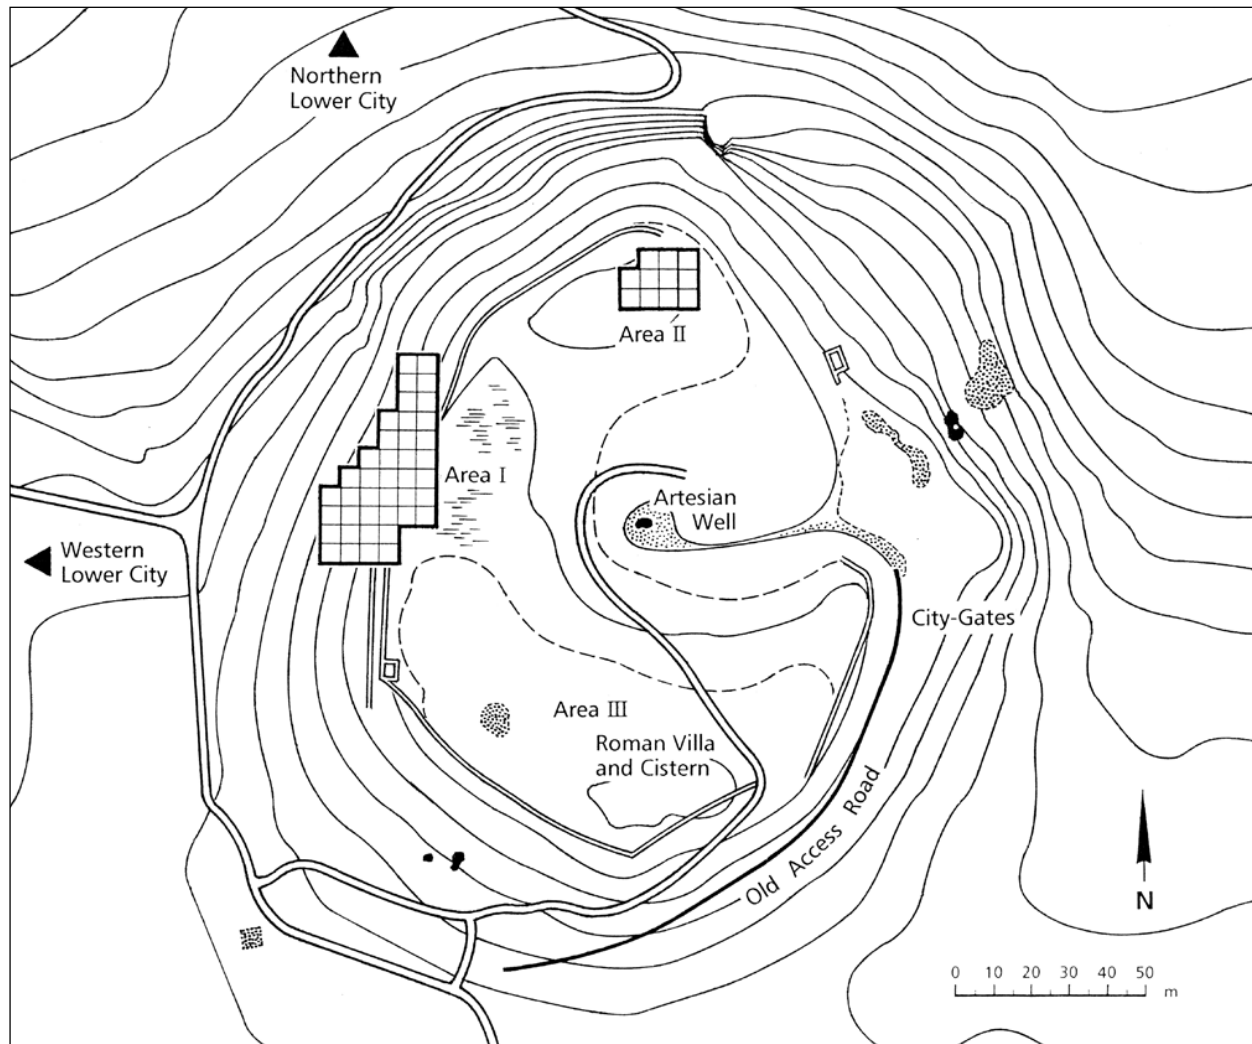 Northern
Lower City
Area II
Area I
Artesian
Well
Western
Lower City
City-Gates
Area III
Roman Villa
and Cistern
Old Access Road
N
0 10 20 30 40 50
m